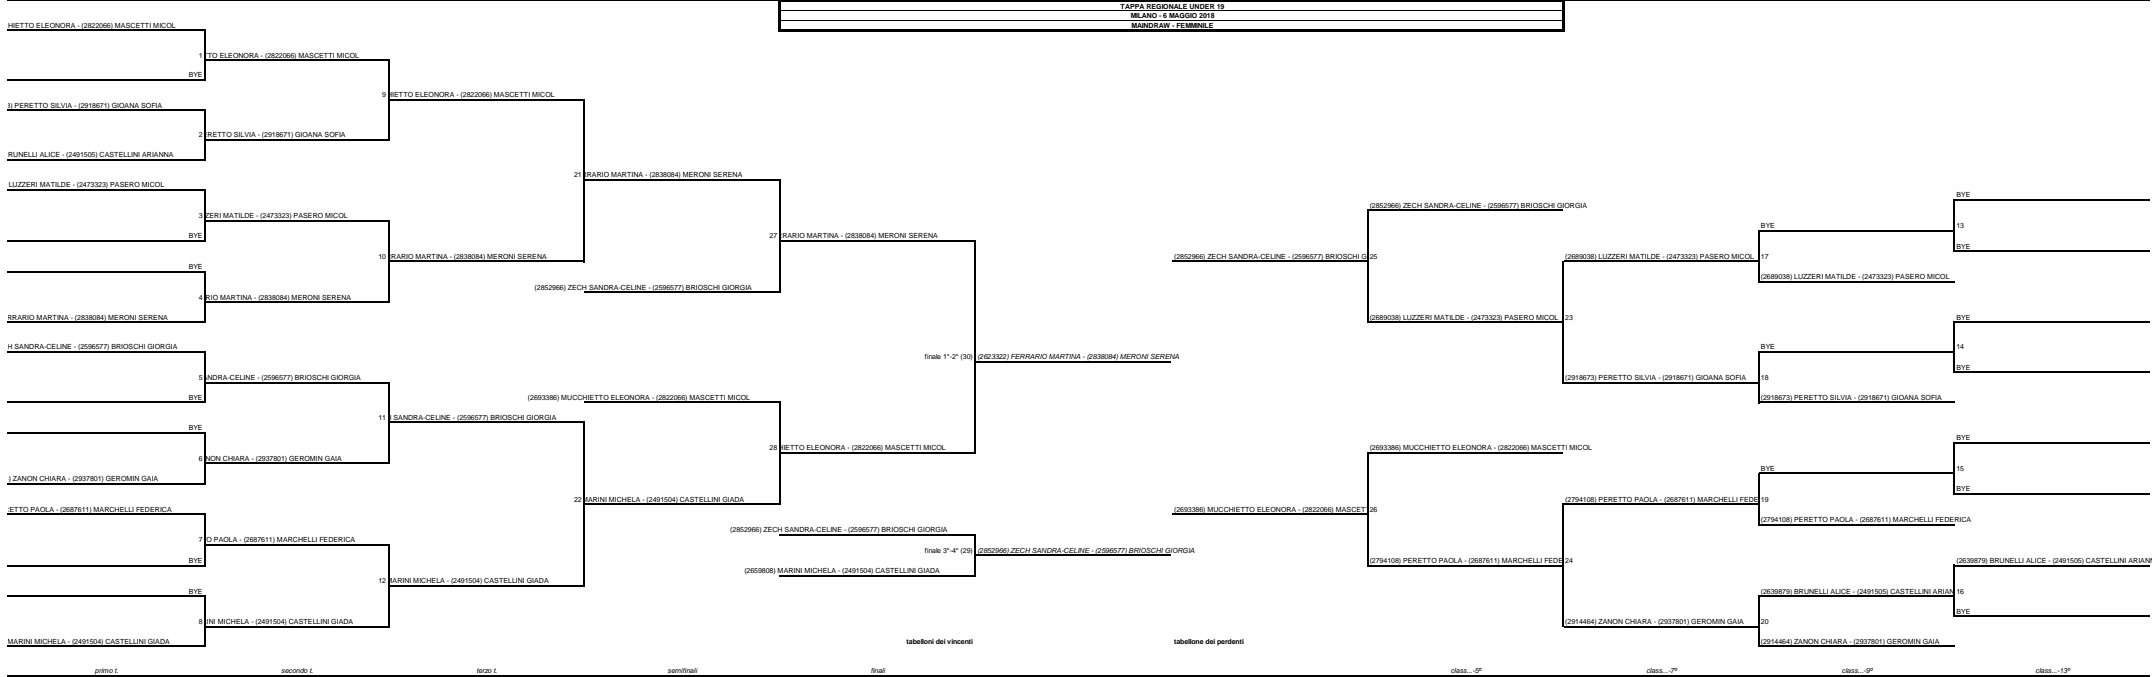 TAPPA REGIONALE UNDER 19
MILANO - 6 MAGGIO 2018
MAINDRAW - FEMMINILE
HIETTO ELEONORA - (2822066) MASCETTI MICOL
BYE
3) PERETTO SILVIA - (2918671) GIOANA SOFIA
RUNELLI ALICE - (2491505) CASTELLINI ARIANNA
LUZZERI MATILDE - (2473323) PASERO MICOL
BYE
BYE
RRARIO MARTINA - (2838084) MERONI SERENA
H SANDRA-CELINE - (2596577) BRIOSCHI GIORGIA
BYE
BYE
) ZANON CHIARA - (2937801) GEROMIN GAIA
ETTO PAOLA - (2687611) MARCHELLI FEDERICA
BYE
BYE
MARINI MICHELA - (2491504) CASTELLINI GIADA
primo t.
1 TTO ELEONORA - (2822066) MASCETTI MICOL
2 ERETTO SILVIA - (2918671) GIOANA SOFIA
3 ZERI MATILDE - (2473323) PASERO MICOL
4 RIO MARTINA - (2838084) MERONI SERENA
5 NDRA-CELINE - (2596577) BRIOSCHI GIORGIA
6 NON CHIARA - (2937801) GEROMIN GAIA
7 O PAOLA - (2687611) MARCHELLI FEDERICA
8 INI MICHELA - (2491504) CASTELLINI GIADA
secondo t.
9 HIETTO ELEONORA - (2822066) MASCETTI MICOL
10 RRARIO MARTINA - (2838084) MERONI SERENA
11 I SANDRA-CELINE - (2596577) BRIOSCHI GIORGIA
12 MARINI MICHELA - (2491504) CASTELLINI GIADA
terzo t.
21 RRARIO MARTINA - (2838084) MERONI SERENA
(2852966) ZECH SANDRA-CELINE - (2596577) BRIOSCHI GIORGIA
(2693386) MUCCHIETTO ELEONORA - (2822066) MASCETTI MICOL
22 MARINI MICHELA - (2491504) CASTELLINI GIADA
semifinali
27 RRARIO MARTINA - (2838084) MERONI SERENA
28 HIETTO ELEONORA - (2822066) MASCETTI MICOL
(2852966) ZECH SANDRA-CELINE - (2596577) BRIOSCHI GIORGIA
(2659808) MARINI MICHELA - (2491504) CASTELLINI GIADA
finali
finale 1°-2° (30) (2623322) FERRARIO MARTINA - (2838084) MERONI SERENA
finale 3°-4° (29) (2852966) ZECH SANDRA-CELINE - (2596577) BRIOSCHI GIORGIA
tabelloni dei vincenti
tabellone dei perdenti
(2852966) ZECH SANDRA-CELINE - (2596577) BRIOSCHI G 25
(2693386) MUCCHIETTO ELEONORA - (2822066) MASCET 26
(2852966) ZECH SANDRA-CELINE - (2596577) BRIOSCHI GIORGIA
(2689038) LUZZERI MATILDE - (2473323) PASERO MICOL 23
(2693386) MUCCHIETTO ELEONORA - (2822066) MASCETTI MICOL
(2794108) PERETTO PAOLA - (2687611) MARCHELLI FEDE 24
class...-5º
(2689038) LUZZERI MATILDE - (2473323) PASERO MICOL 17
(2918673) PERETTO SILVIA - (2918671) GIOANA SOFIA 18
(2794108) PERETTO PAOLA - (2687611) MARCHELLI FEDE 19
(2914464) ZANON CHIARA - (2937801) GEROMIN GAIA 20
class...-7º
BYE 13
(2689038) LUZZERI MATILDE - (2473323) PASERO MICOL
BYE 14
(2918673) PERETTO SILVIA - (2918671) GIOANA SOFIA
BYE 15
(2794108) PERETTO PAOLA - (2687611) MARCHELLI FEDERICA
(2639879) BRUNELLI ALICE - (2491505) CASTELLINI ARIAN 16
(2914464) ZANON CHIARA - (2937801) GEROMIN GAIA
class...-9º
BYE
BYE
BYE
BYE
BYE
BYE
(2639879) BRUNELLI ALICE - (2491505) CASTELLINI ARIANN
BYE
class...-13º